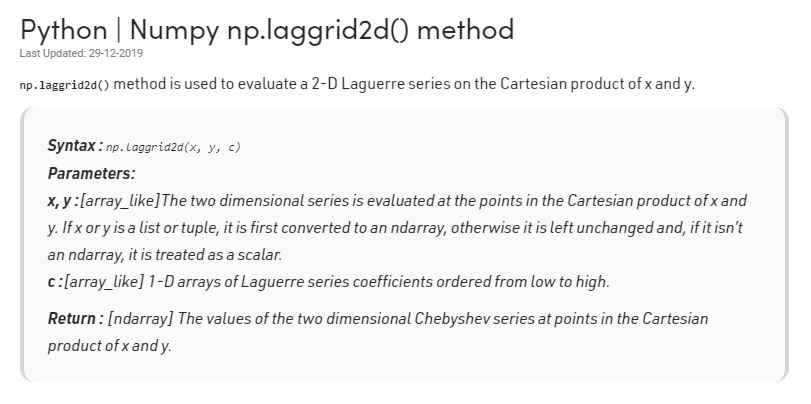 Python | Numpy np.laggrid2d() method
Last Updated: 29-12-2019
np.laggrid2d() method is used to evaluate a 2-D Laguerre series on the Cartesian product of x and y.
Syntax : np.laggrid2d(x, y, c)
Parameters:
x, y :[array_like]The two dimensional series is evaluated at the points in the Cartesian product of x and
y. If x or y is a list or tuple, it is first converted to an ndarray, otherwise it is left unchanged and, if it isn’t
an ndarray, it is treated as a scalar.
c :[array_like] 1-D arrays of Laguerre series coefficients ordered from low to high.
Return : [ndarray] The values of the two dimensional Chebyshev series at points in the Cartesian
product of x and y.